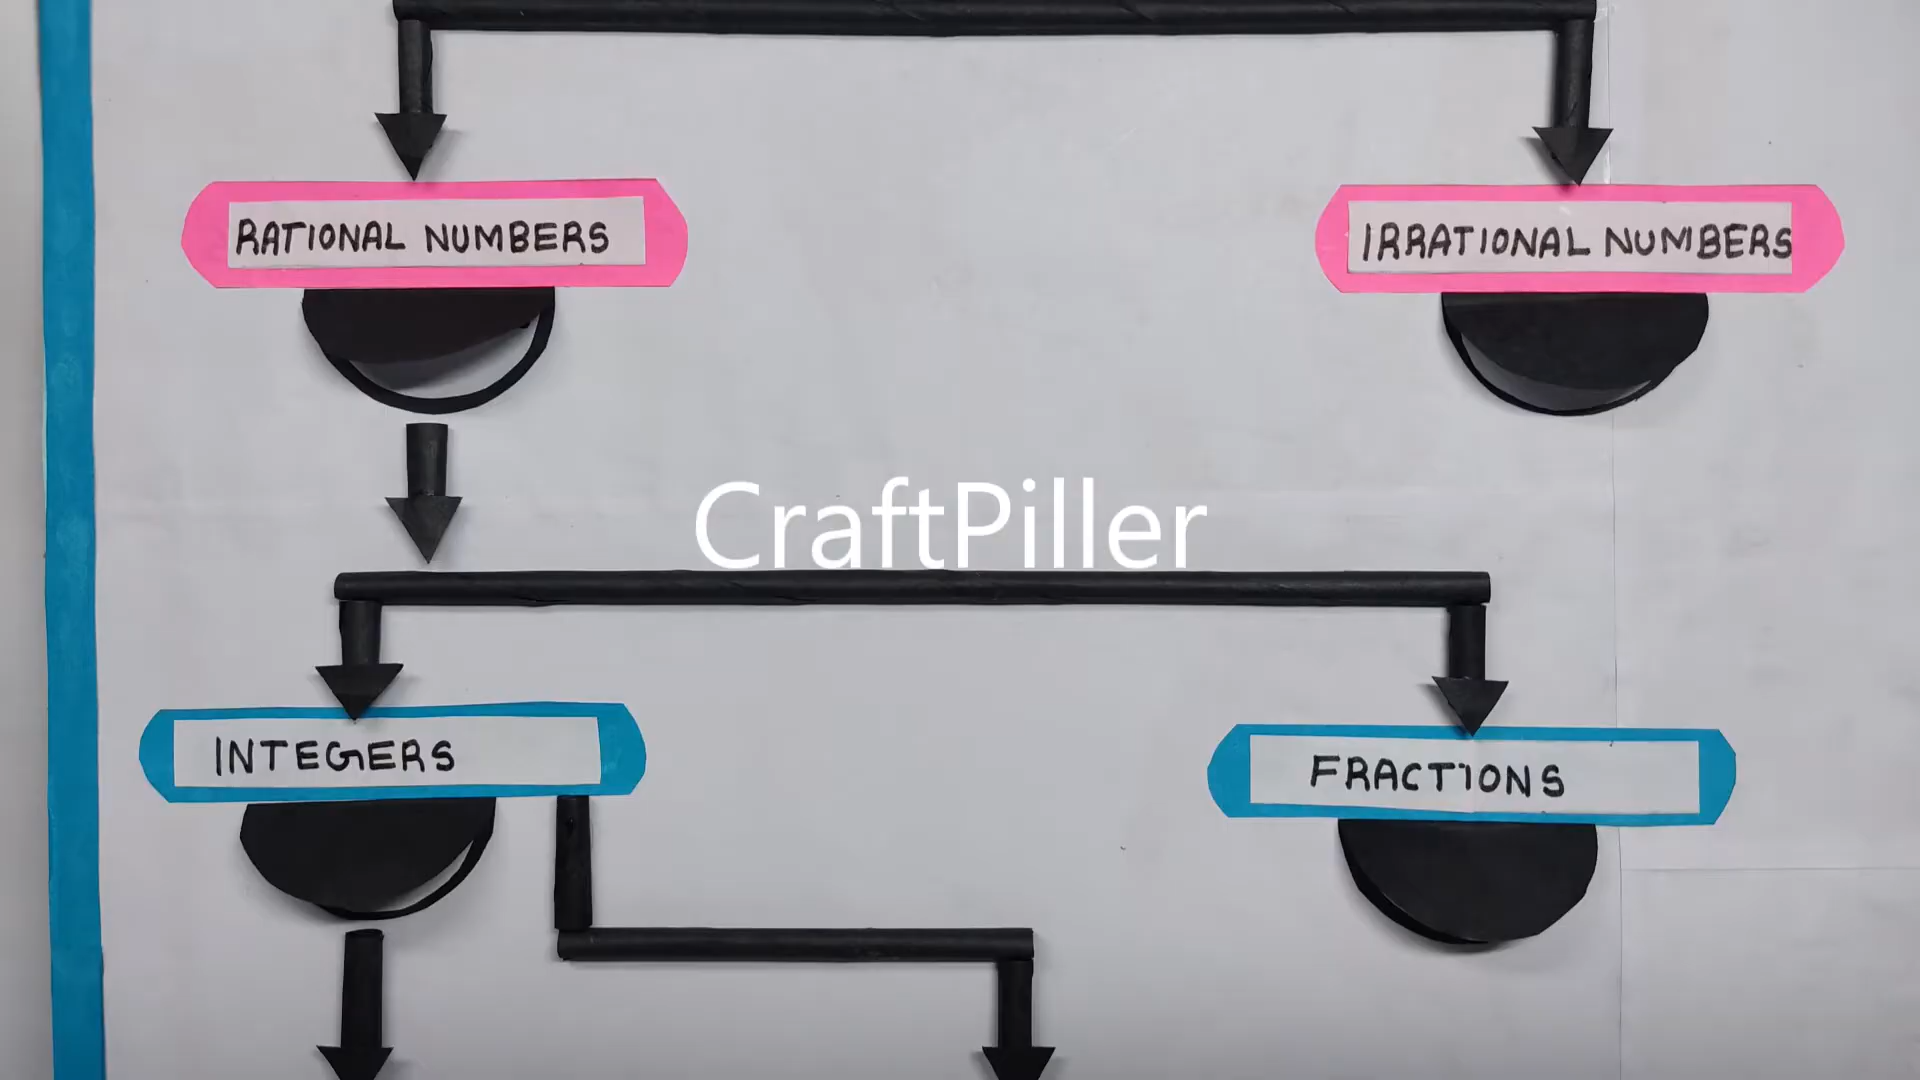 RATIONAL NUMBERS
IRRATIONAL NUMBERS
CraftPiller
INTEGERS
FRACTIONS